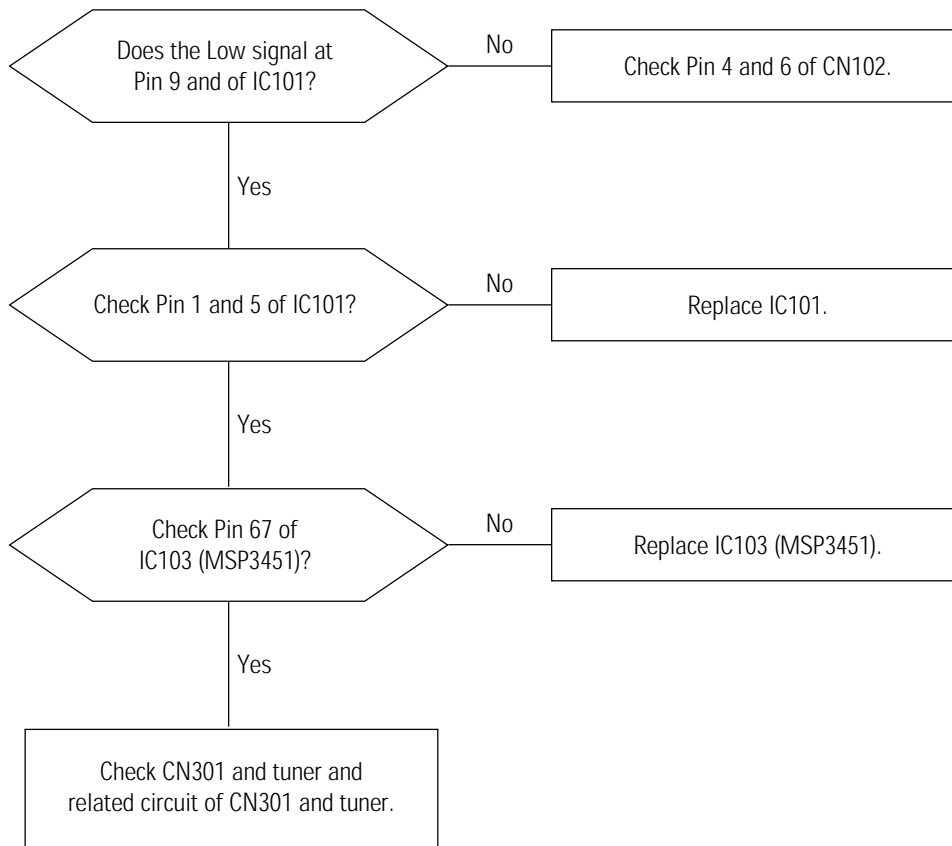 Does the Low signal at
Pin 9 and of IC101?
No
Check Pin 4 and 6 of CN102.
Yes
Check Pin 1 and 5 of IC101?
No
Replace IC101.
Yes
Check Pin 67 of
IC103 (MSP3451)?
No
Replace IC103 (MSP3451).
Yes
Check CN301 and tuner and
related circuit of CN301 and tuner.